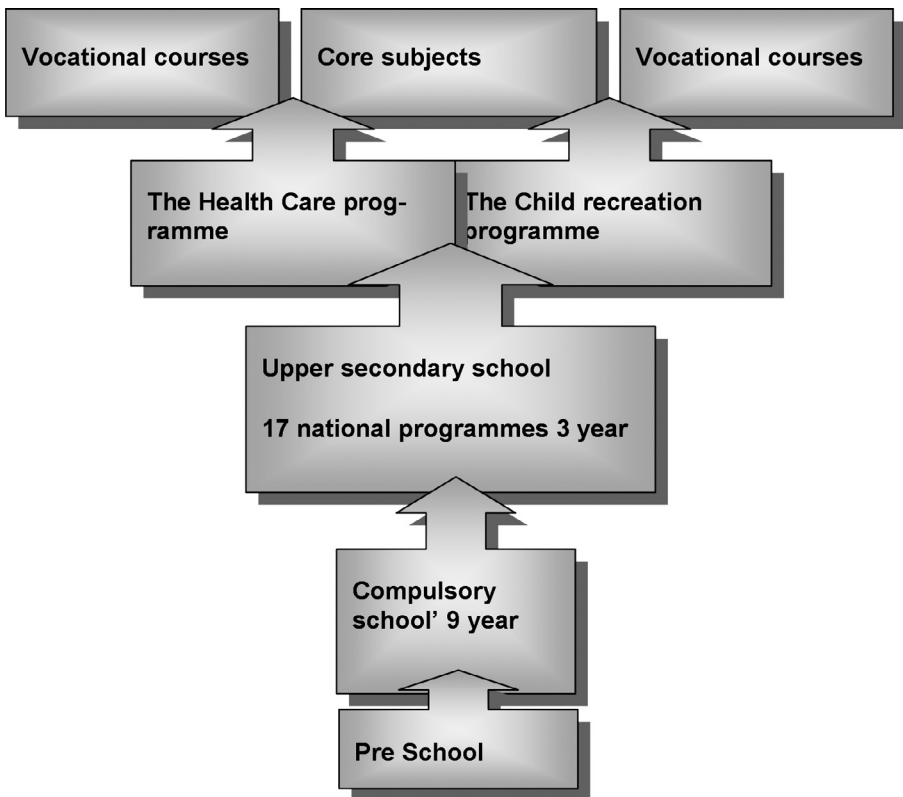 Vocational courses
Core subjects
Vocational courses
The Health Care prog-
ramme
The Child recreation
programme
Upper secondary school
17 national programmes 3 year
Compulsory
school’ 9 year
Pre School